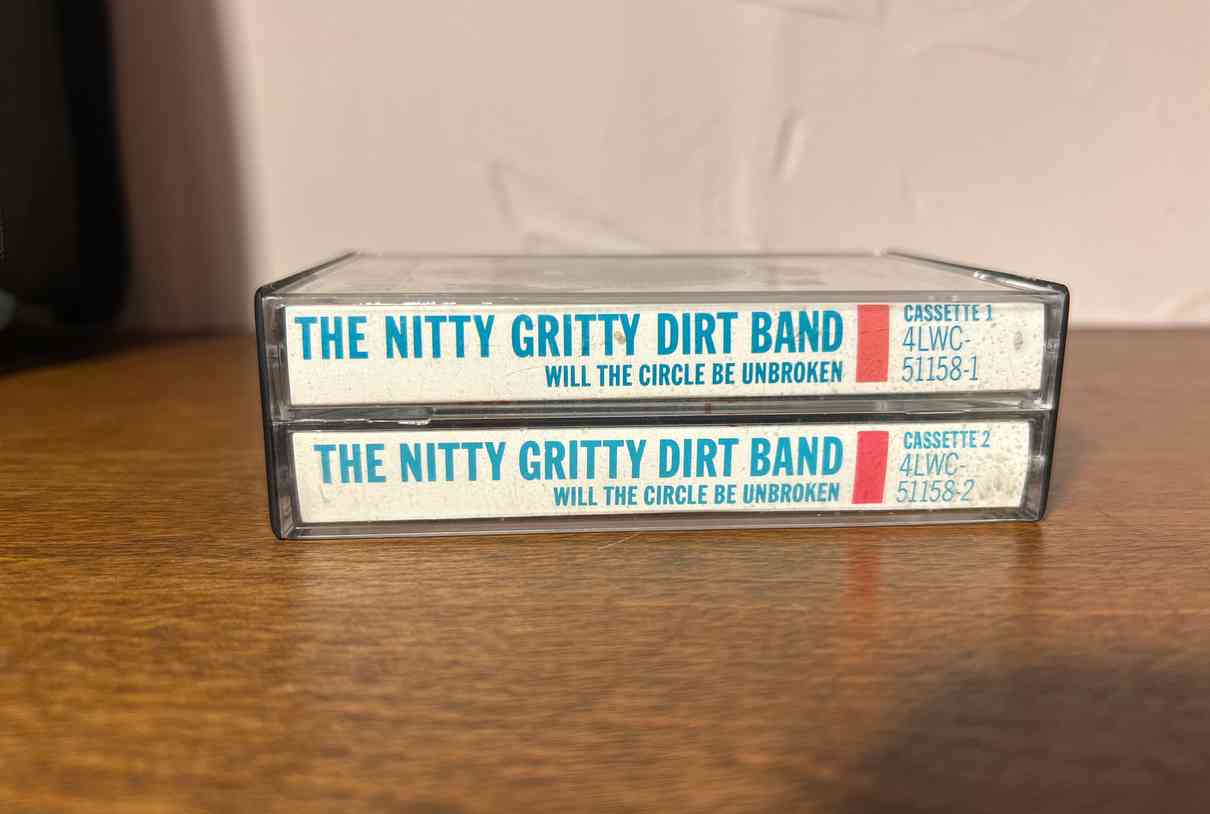 THE NITTY GRITTY DIRT BAND
WILL THE CIRCLE BE UNBROKEN
CASSETTE 1
4LWC-
51158-1
THE NITTY GRITTY DIRT BAND
WILL THE CIRCLE BE UNBROKEN
CASSETTE 2
4LWC-
51158-2